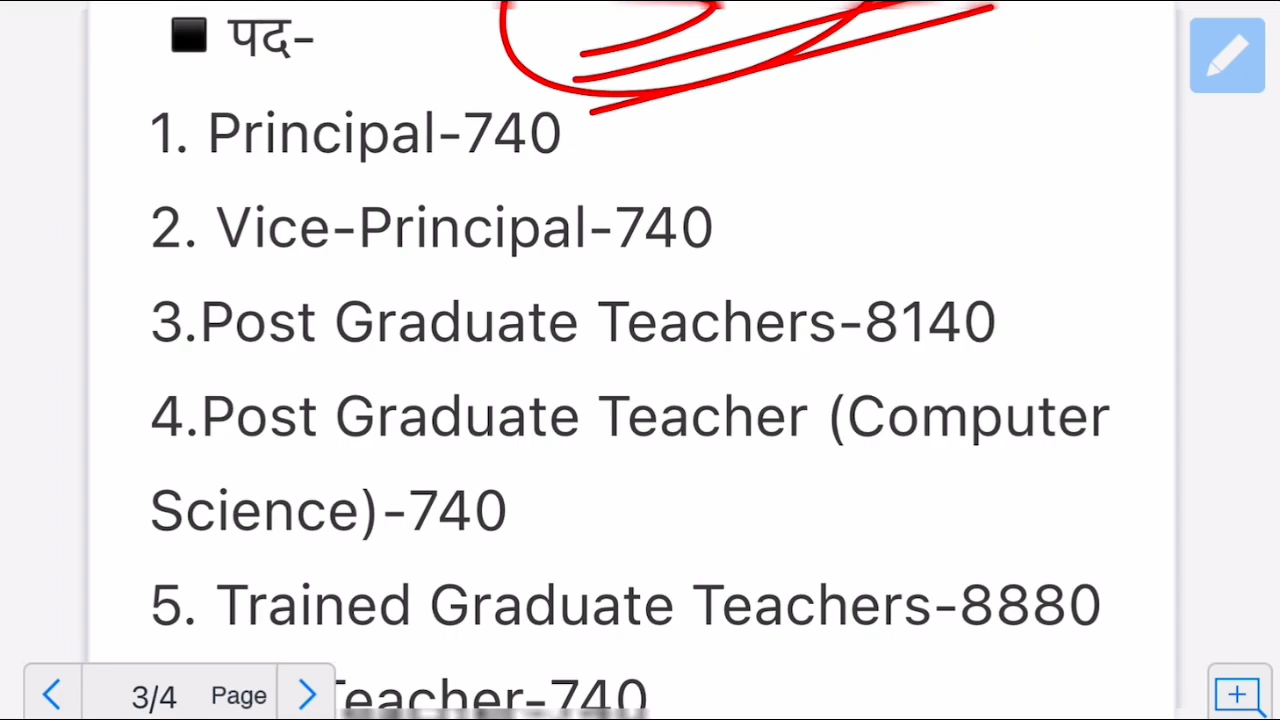 पद-
1. Principal-740
2. Vice-Principal-740
3.Post Graduate Teachers-8140
4.Post Graduate Teacher (Computer
Science)-740
5. Trained Graduate Teachers-8880
Teacher-740
3/4 Page